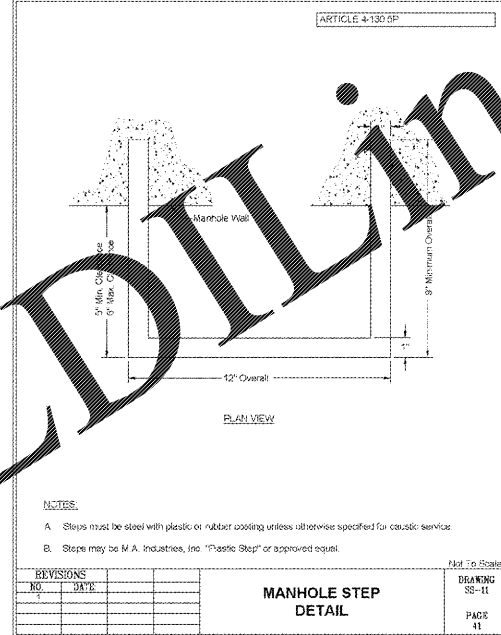 ARTICLE 4-130.5P
Manhole Wall
5" Min. Clearance
6" Max. Clearance
9" Minimum Overall
1"
12" Overall
PLAN VIEW
NOTES:
A. Steps must be steel with plastic or rubber coating unless otherwise specified for caustic service.
B. Steps may be M.A. Industries, Inc. "Plastic Step" or approved equal.
Not To Scale
REVISIONS
NO. DATE
1
MANHOLE STEP
DETAIL
DRAWING
SS-11
PAGE
41